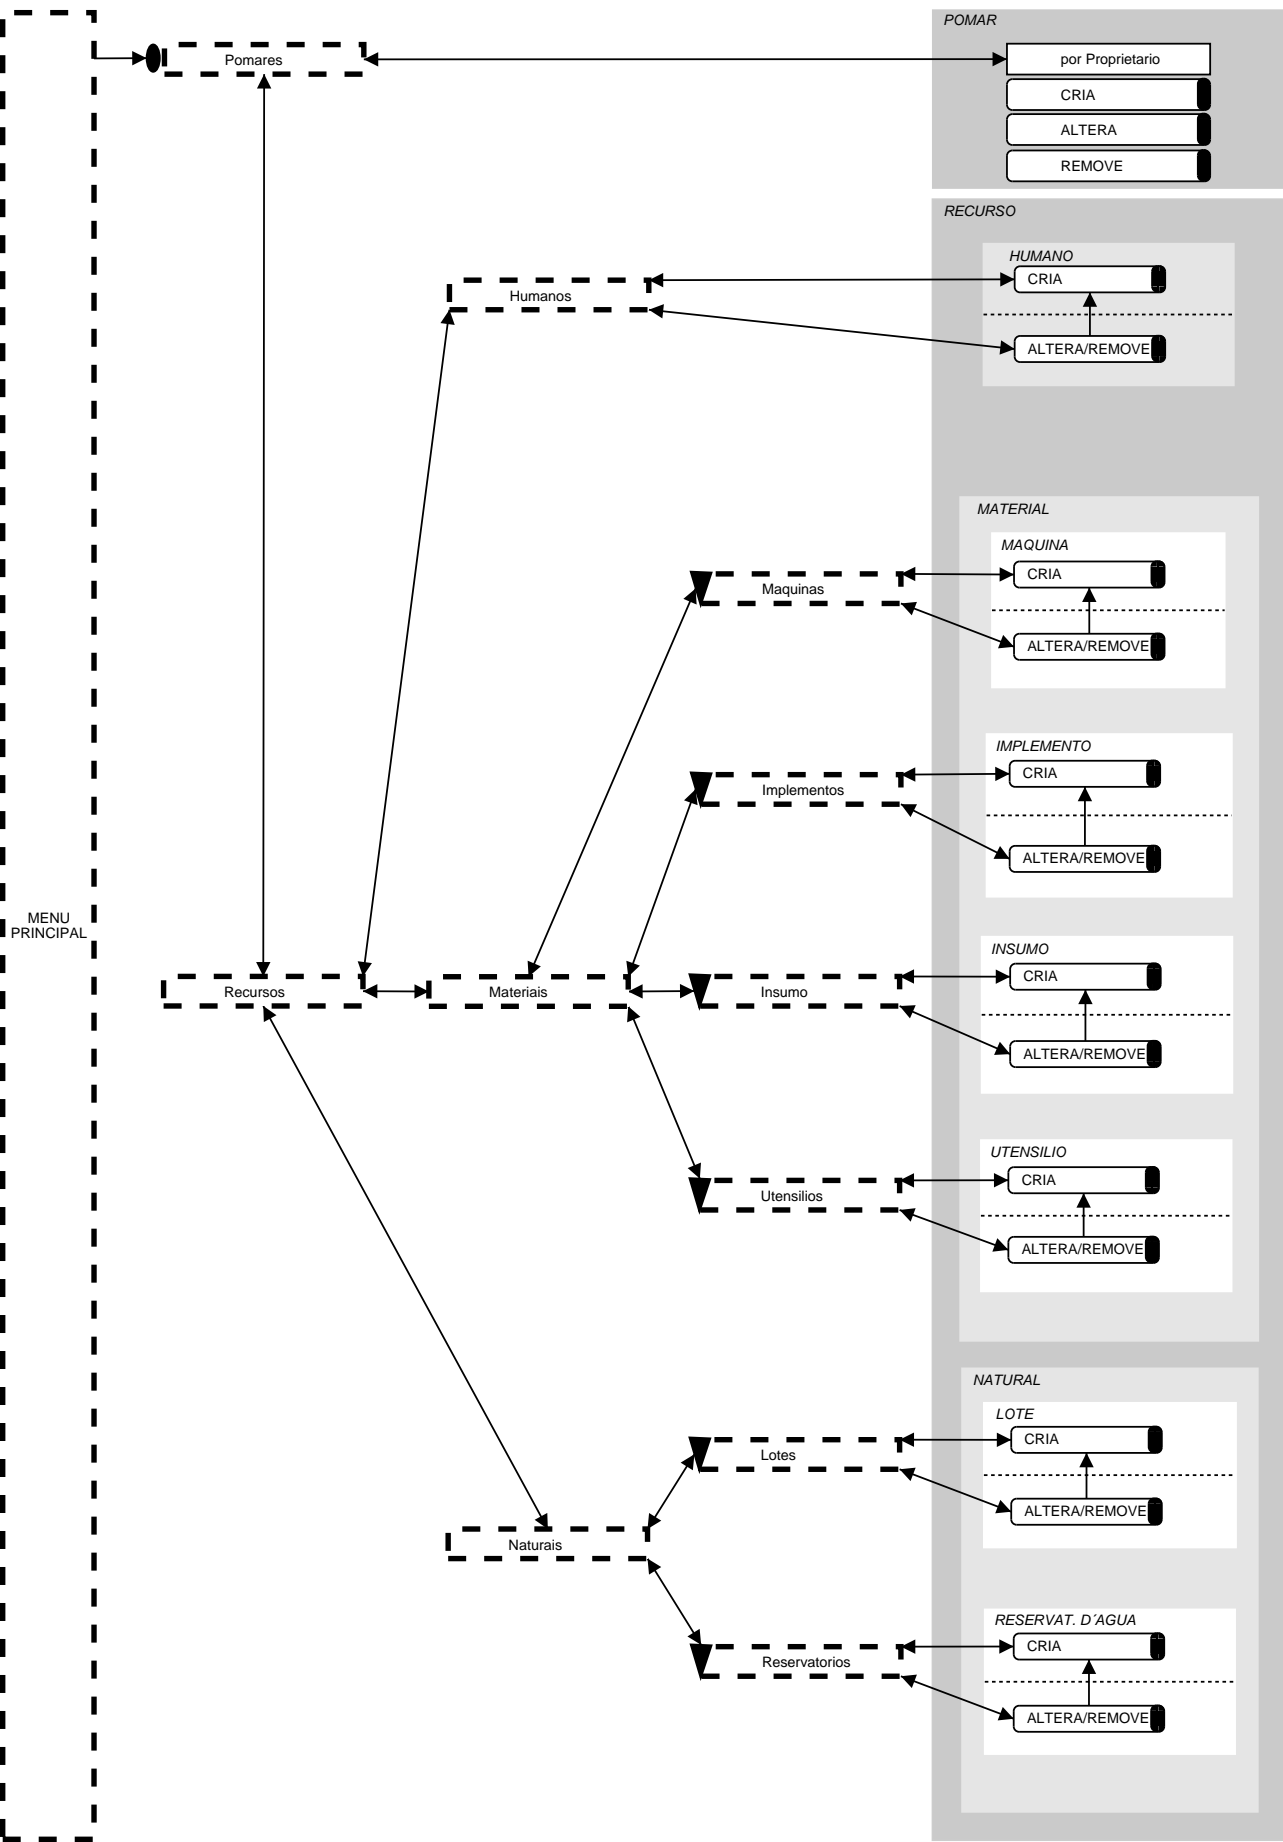 POMAR
Pomares
por Proprietario
CRIA
ALTERA
REMOVE
RECURSO
HUMANO
CRIA
Humanos
ALTERA/REMOVE
MATERIAL
MAQUINA
CRIA
Maquinas
ALTERA/REMOVE
IMPLEMENTO
CRIA
Implementos
ALTERA/REMOVE
MENU
PRINCIPAL
INSUMO
CRIA
Recursos
Materiais
Insumo
ALTERA/REMOVE
UTENSILIO
CRIA
Utensilios
ALTERA/REMOVE
NATURAL
LOTE
CRIA
Lotes
ALTERA/REMOVE
Naturais
RESERVAT. D´AGUA
CRIA
Reservatorios
ALTERA/REMOVE